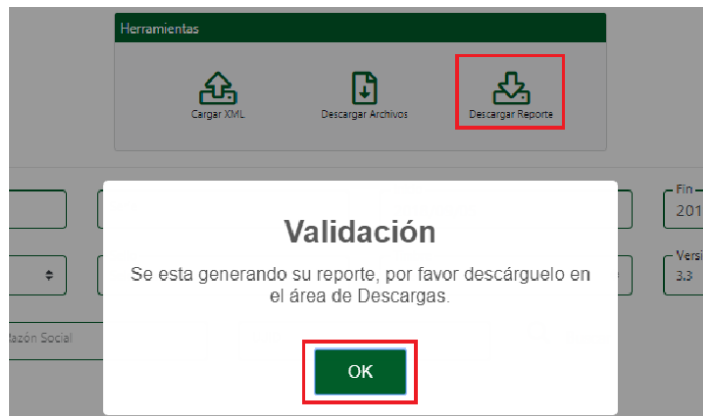 Herramientas
Cargar XML
Descargar Archivos
Descargar Reporte
Fin
201
Versi
3.3
Validación
Se esta generando su reporte, por favor descárguelo en
el área de Descargas.
Razón Social
OK